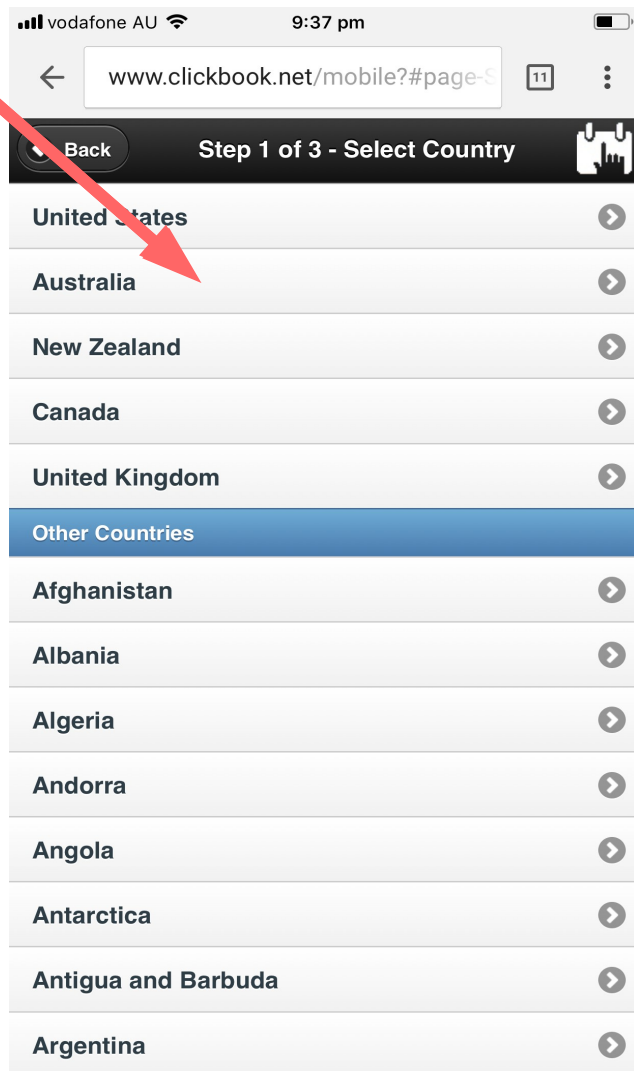 vodafone AU 9:37 pm
www.clickbook.net/mobile?#page-S 11
Back Step 1 of 3 - Select Country
United States
Australia
New Zealand
Canada
United Kingdom
Other Countries
Afghanistan
Albania
Algeria
Andorra
Angola
Antarctica
Antigua and Barbuda
Argentina